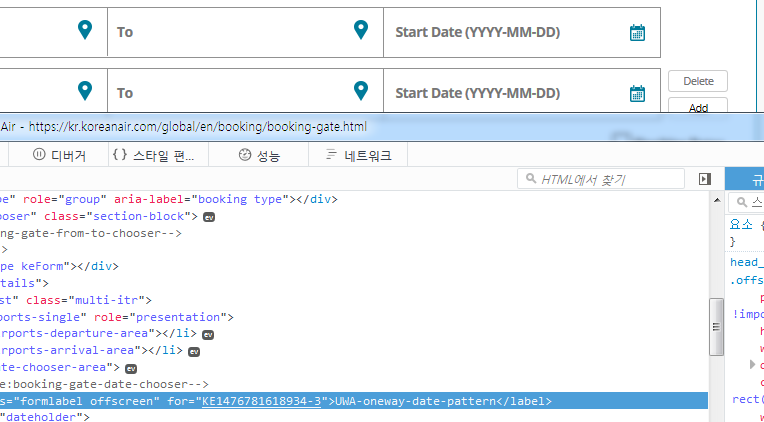 To Start Date (YYYY-MM-DD)
To Start Date (YYYY-MM-DD) Delete
Add
Air - https://kr.koreanair.com/global/en/booking/booking-gate.html
디버거 { } 스타일 편... 성능 네트워크
HTML에서 찾기 규
pe" role="group" aria-label="booking type"></div> 스
oser" class="section-block"> ev 요소 {
ng-gate-from-to-chooser--> }
>
pe keForm"></div> head_
tails"> .offs
st" class="multi-itr"> p
ports-single" role="presentation"> !impo
rports-departure-area"></li> ev h
rports-arrival-area"></li> ev w
te-chooser-area"> ev
e:booking-gate-date-chooser-->
s="formlabel offscreen" for="KE1476781618934-3">UWA-oneway-date-pattern</label> rect(
"dateholder"> w